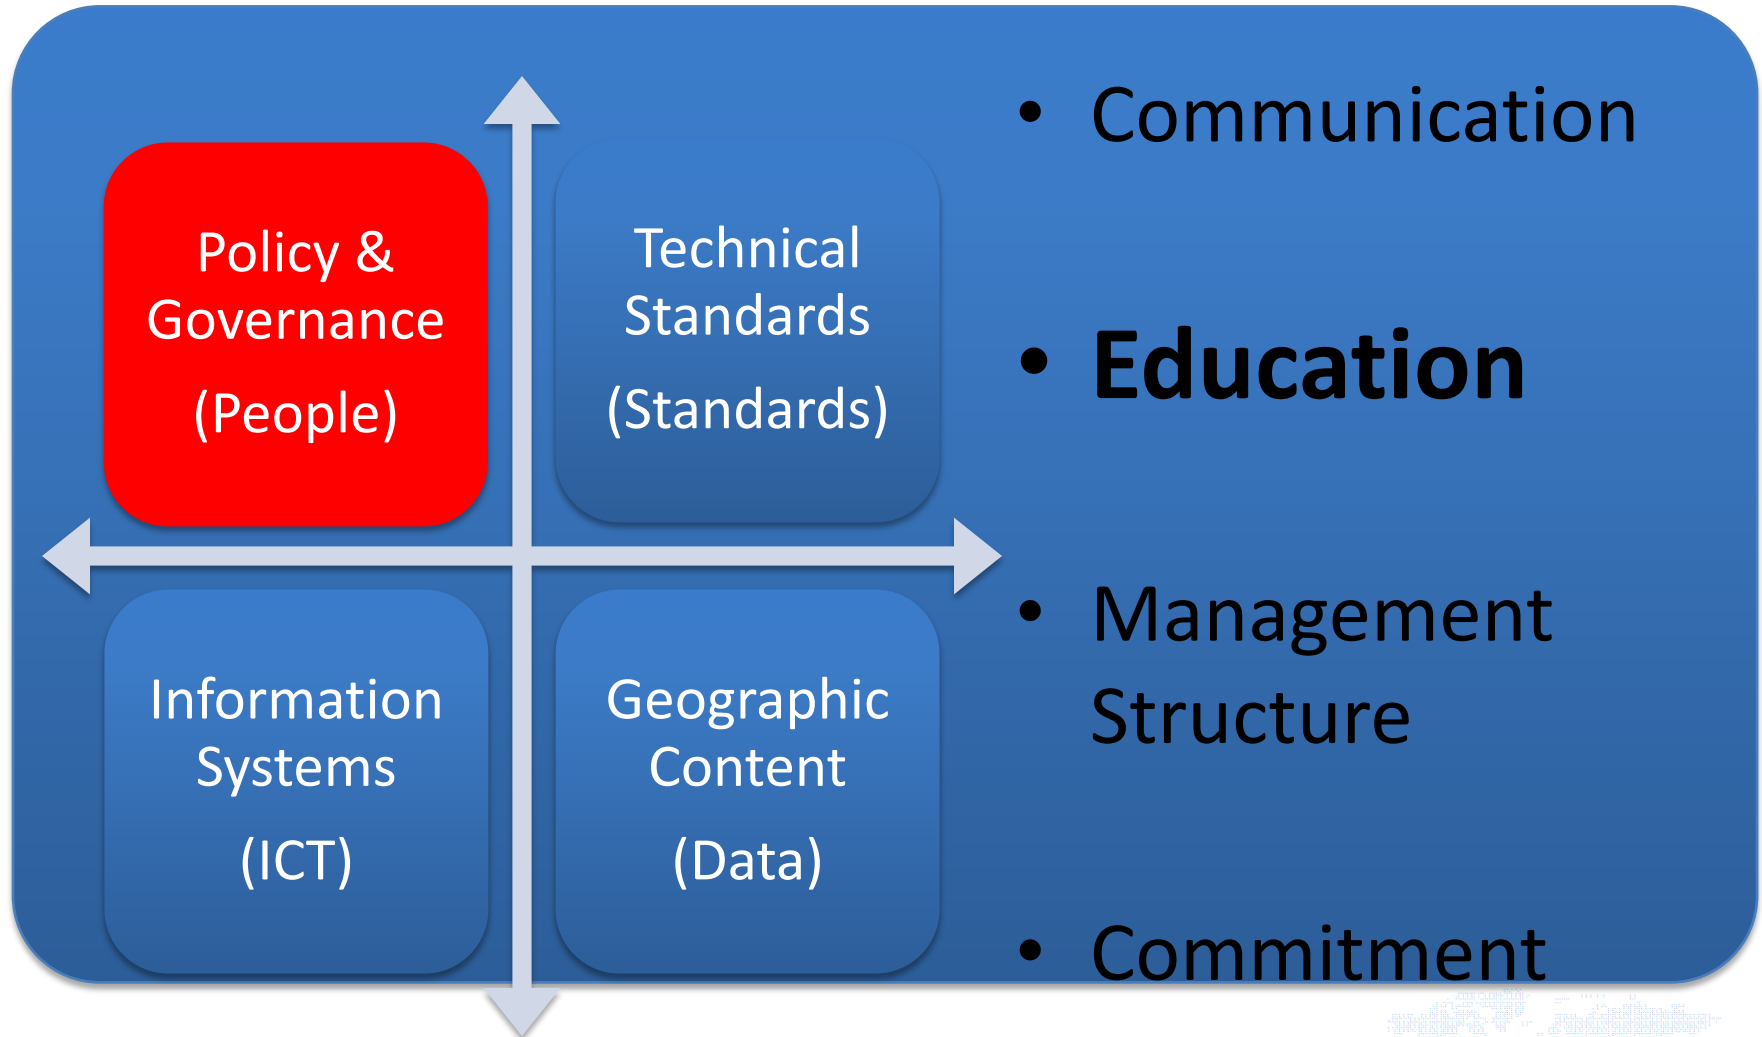 Policy &
Governance
(People)
Technical
Standards
(Standards)
Information
Systems
(ICT)
Geographic
Content
(Data)
• Communication
• Education
• Management
Structure
• Commitment